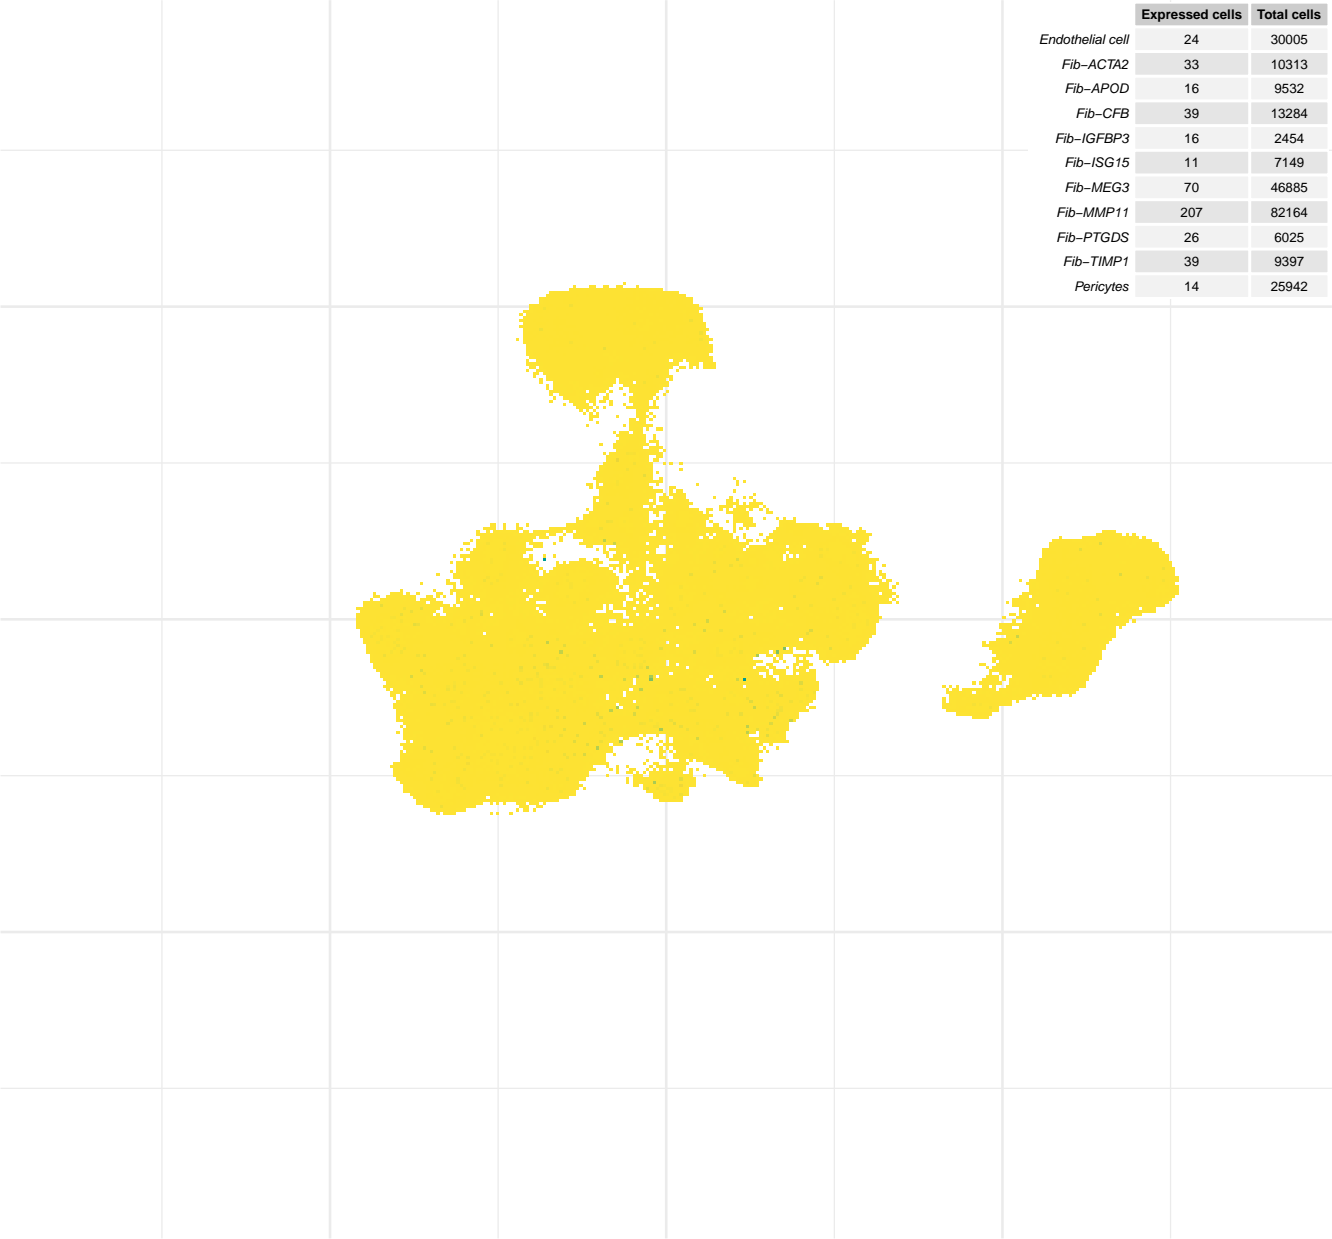 Expressed cells Total cells
Endothelial cell 24 30005
Fib−ACTA2 33 10313
Fib−APOD 16 9532
Fib−CFB 39 13284
Fib−IGFBP3 16 2454
Fib−ISG15 11 7149
Fib−MEG3 70 46885
Fib−MMP11 207 82164
Fib−PTGDS 26 6025
Fib−TIMP1 39 9397
Pericytes 14 25942